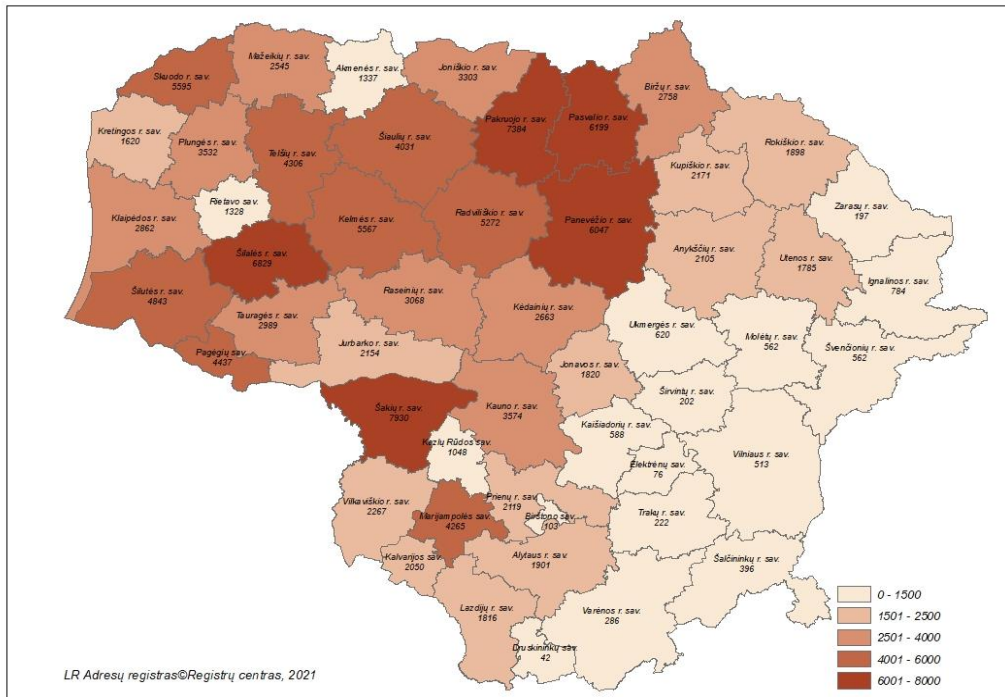 Skuodo r. sav.
5595
Mažeikių r. sav.
2545
Akmenės r. sav.
1337
Joniškio r. sav.
3303
Pakruojo r. sav.
7384
Pasvalio r. sav.
6199
Biržų r. sav.
2758
Kretingos r. sav.
1620
Plungės r. sav.
3532
Telšių r. sav.
4306
Šiaulių r. sav.
4031
Kupiškio r. sav.
2171
Rokiškio r. sav.
1898
Zarasų r. sav.
197
Klaipėdos r. sav.
2862
Rietavo sav.
1328
Kelmės r. sav.
5567
Radviliškio r. sav.
5272
Panevėžio r. sav.
6047
Anykščių r. sav.
2105
Utenos r. sav.
1785
Ignalinos r. sav.
784
Šilalės r. sav.
6829
Šilutės r. sav.
4843
Tauragės r. sav.
2989
Raseinių r. sav.
3068
Kėdainių r. sav.
2663
Ukmergės r. sav.
620
Molėtų r. sav.
562
Švenčionių r. sav.
562
Pagėgių sav.
4437
Jurbarko r. sav.
2154
Jonavos r. sav.
1820
Širvintų r. sav.
202
Šakių r. sav.
7930
Kauno r. sav.
3574
Kaišiadorių r. sav.
588
Kazlų Rūdos sav.
1048
Elektrėnų sav.
76
Vilniaus r. sav.
513
Vilkaviškio r. sav.
2267
Marijampolės sav.
4265
Prienų r. sav.
2119
Birštono sav.
103
Trakų r. sav.
222
Kalvarijos sav.
2050
Alytaus r. sav.
1901
Šalčininkų r. sav.
396
Lazdijų r. sav.
1816
Varėnos r. sav.
286
Druskininkų sav.
42
0 - 1500
1501 - 2500
2501 - 4000
4001 - 6000
6001 - 8000
LR Adresų registras©Registrų centras, 2021